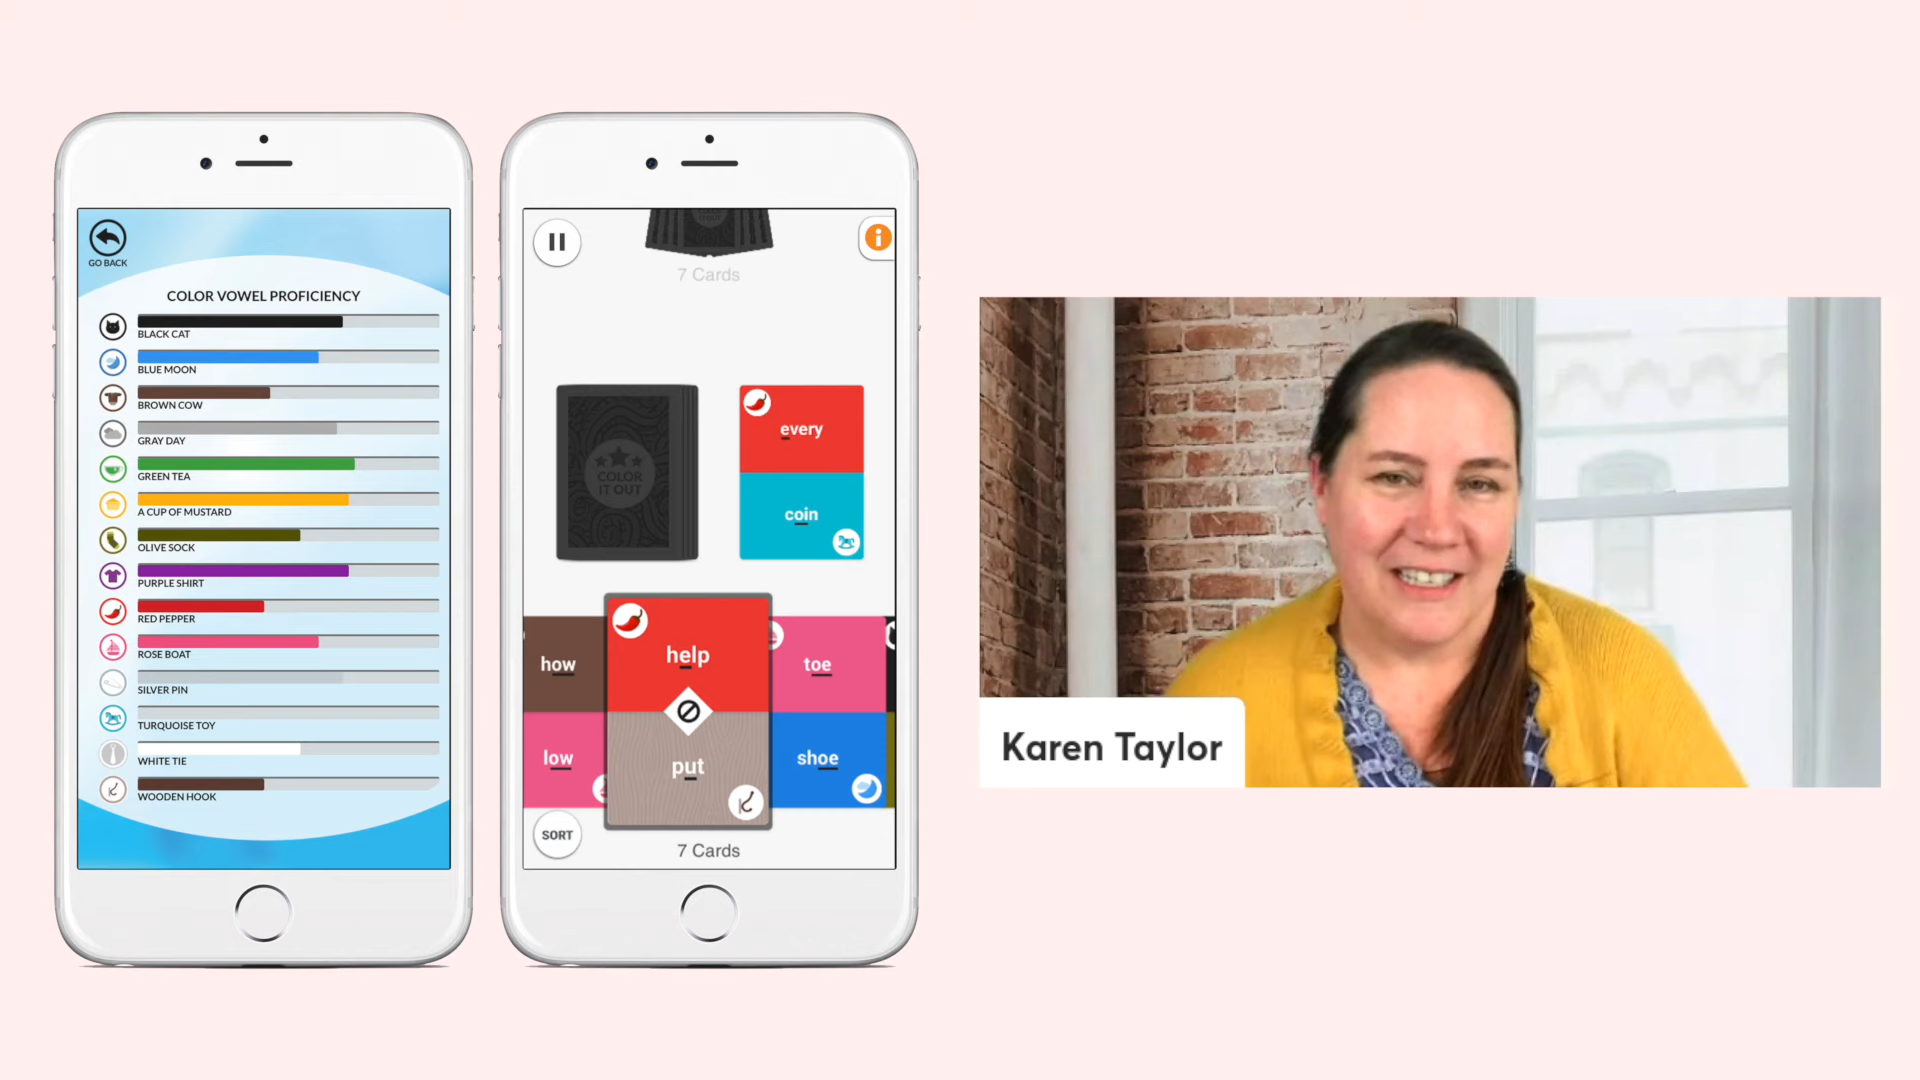 GO BACK
COLOR VOWEL PROFICIENCY
BLACK CAT
BLUE MOON
BROWN COW
GRAY DAY
GREEN TEA
A CUP OF MUSTARD
OLIVE SOCK
PURPLE SHIRT
RED PEPPER
ROSE BOAT
SILVER PIN
TURQUOISE TOY
WHITE TIE
WOODEN HOOK
7 Cards
COLOR
IT OUT
every
coin
how
low
help
put
toe
shoe
SORT
7 Cards
Karen Taylor